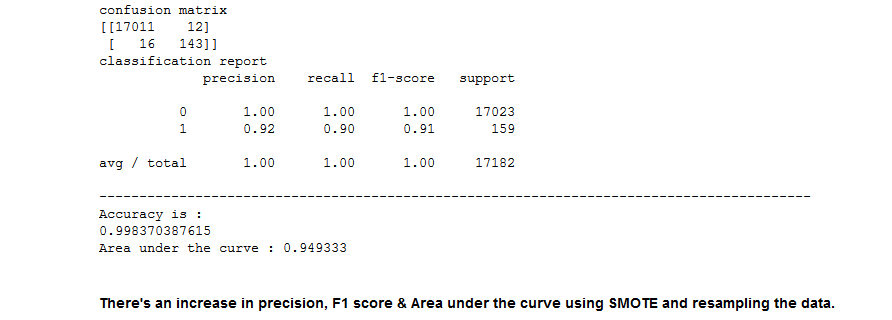 confusion matrix
[[17011    12]
 [   16   143]]
classification report
             precision    recall  f1-score   support

          0       1.00      1.00      1.00     17023
          1       0.92      0.90      0.91       159

avg / total       1.00      1.00      1.00     17182

-----------------------------------------------------------------------------------------
Accuracy is :
0.998370387615
Area under the curve : 0.949333
There's an increase in precision, F1 score & Area under the curve using SMOTE and resampling the data.